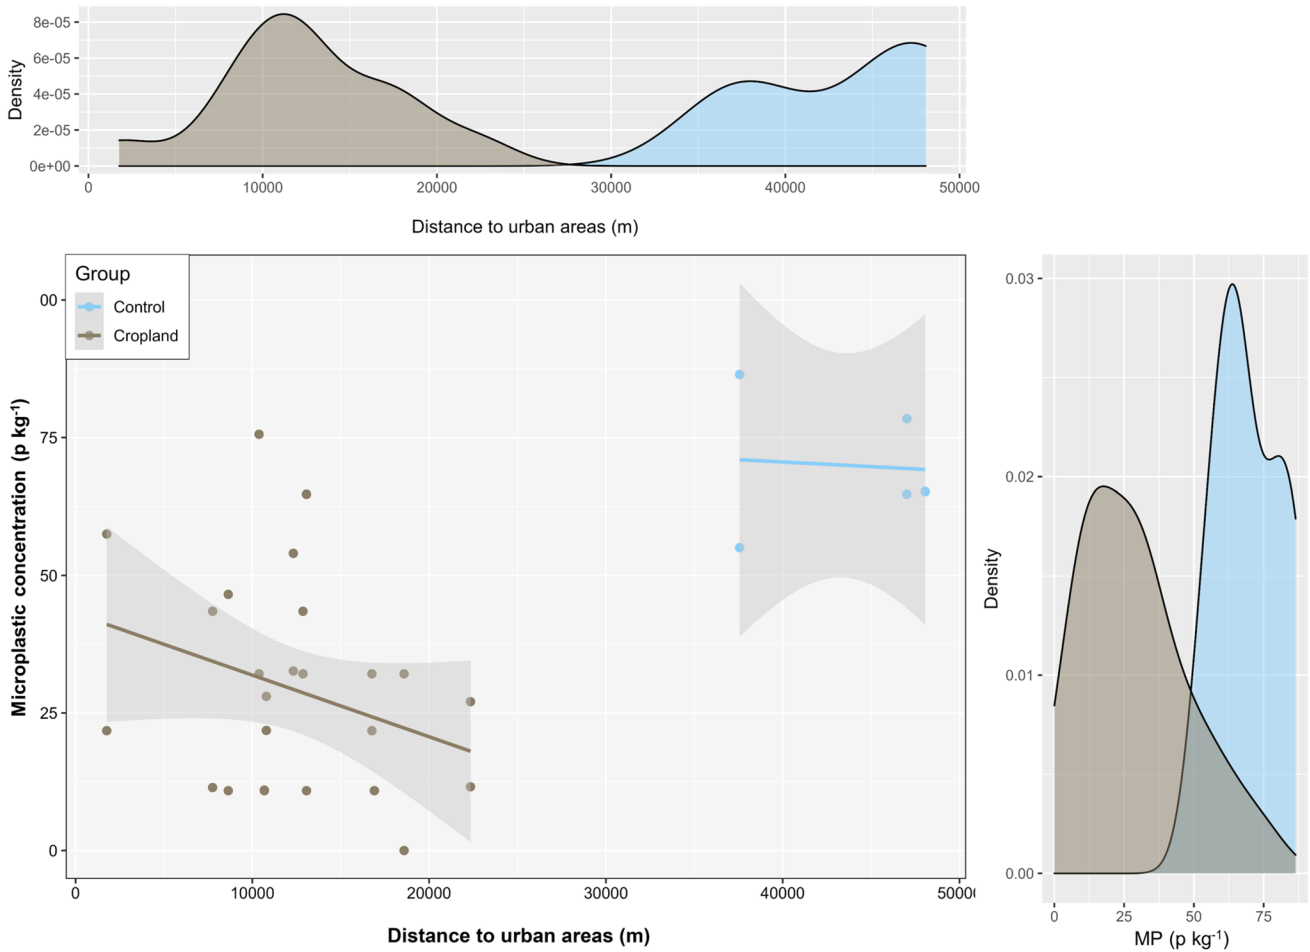 8e-05
6e-05
4e-05
2e-05
0e+00
Density
0 10000 20000 30000 40000 50000
Distance to urban areas (m)
Group
Control
Cropland
00
75
50
25
0
Microplastic concentration (p kg⁻¹)
0 10000 20000 30000 40000 50000
Distance to urban areas (m)
0.03
0.02
0.01
0.00
Density
0 25 50 75
MP (p kg⁻¹)